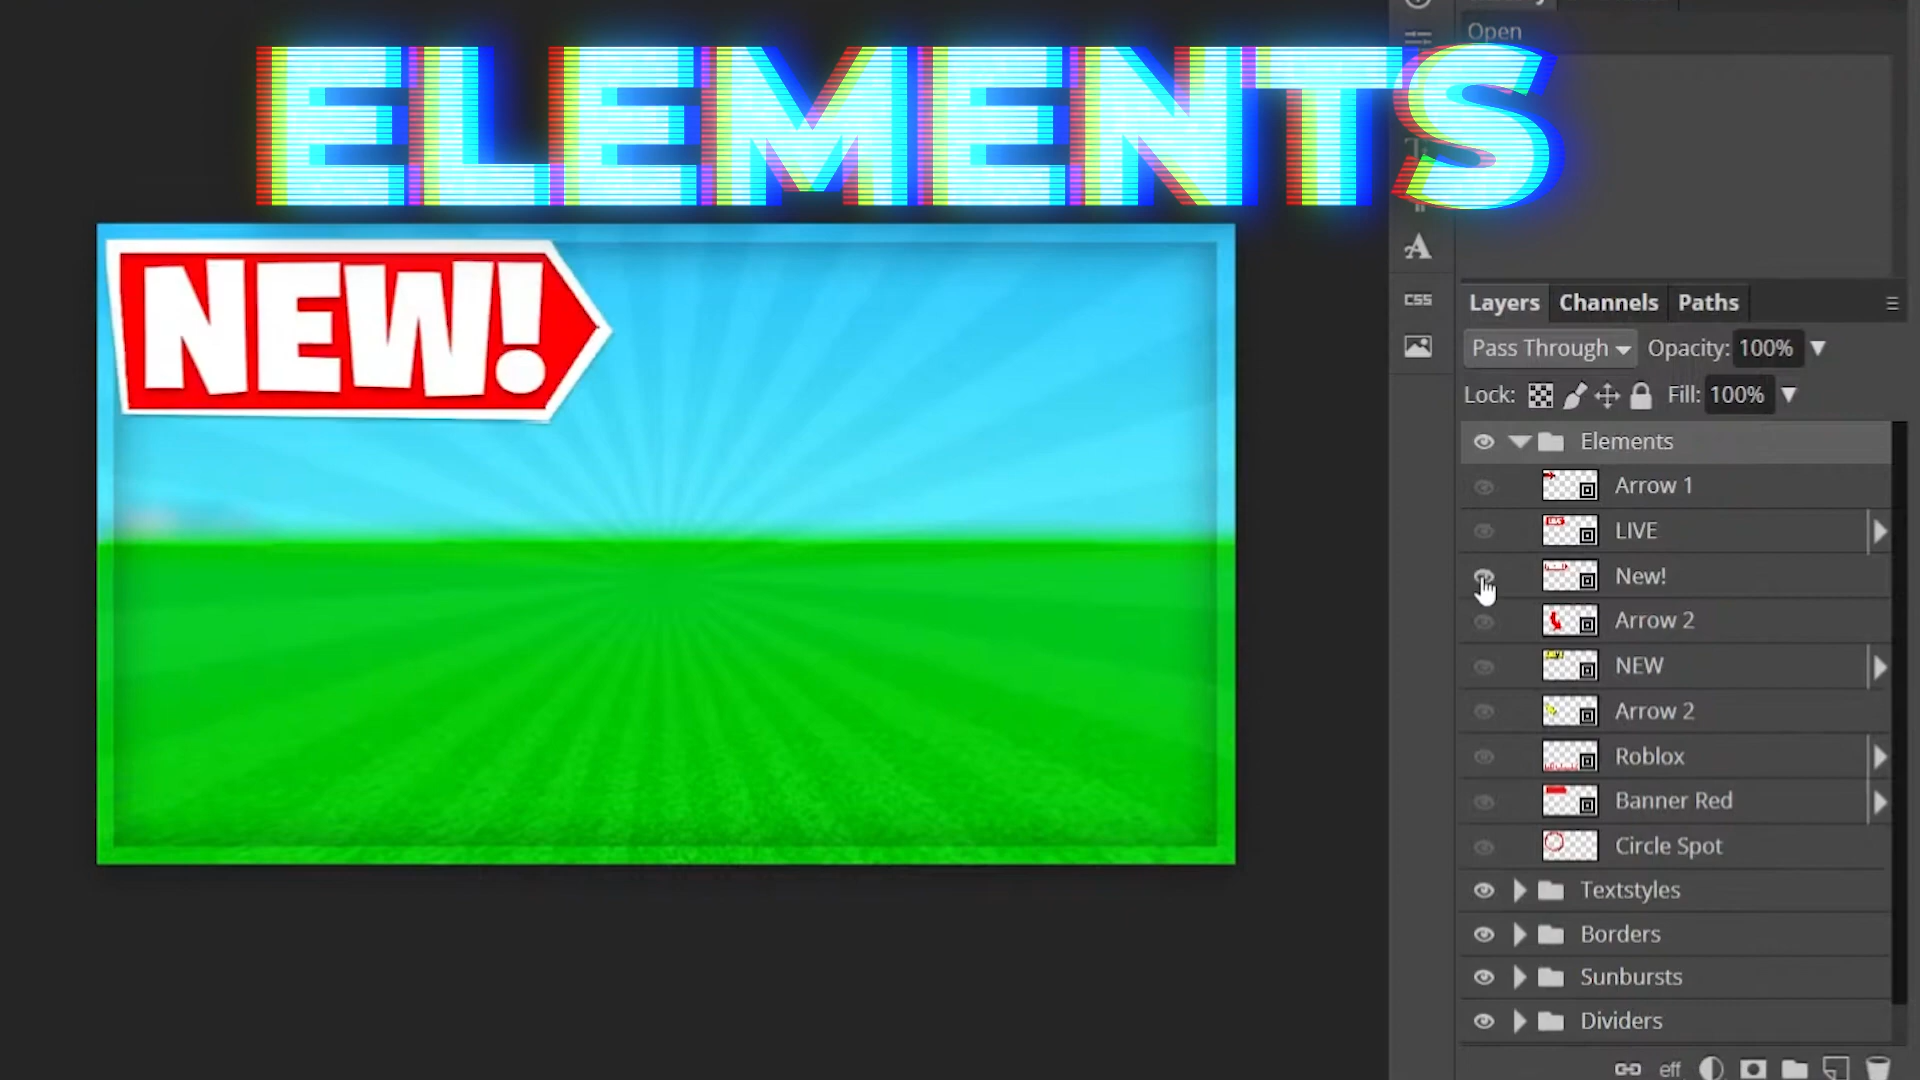 Open
ELEMENTS
NEW!
CSS
Layers Channels Paths
Pass Through Opacity: 100%
Lock: Fill: 100%
Elements
Arrow 1
LIVE
New!
Arrow 2
NEW
Arrow 2
Roblox
Banner Red
Circle Spot
Textstyles
Borders
Sunbursts
Dividers
eff